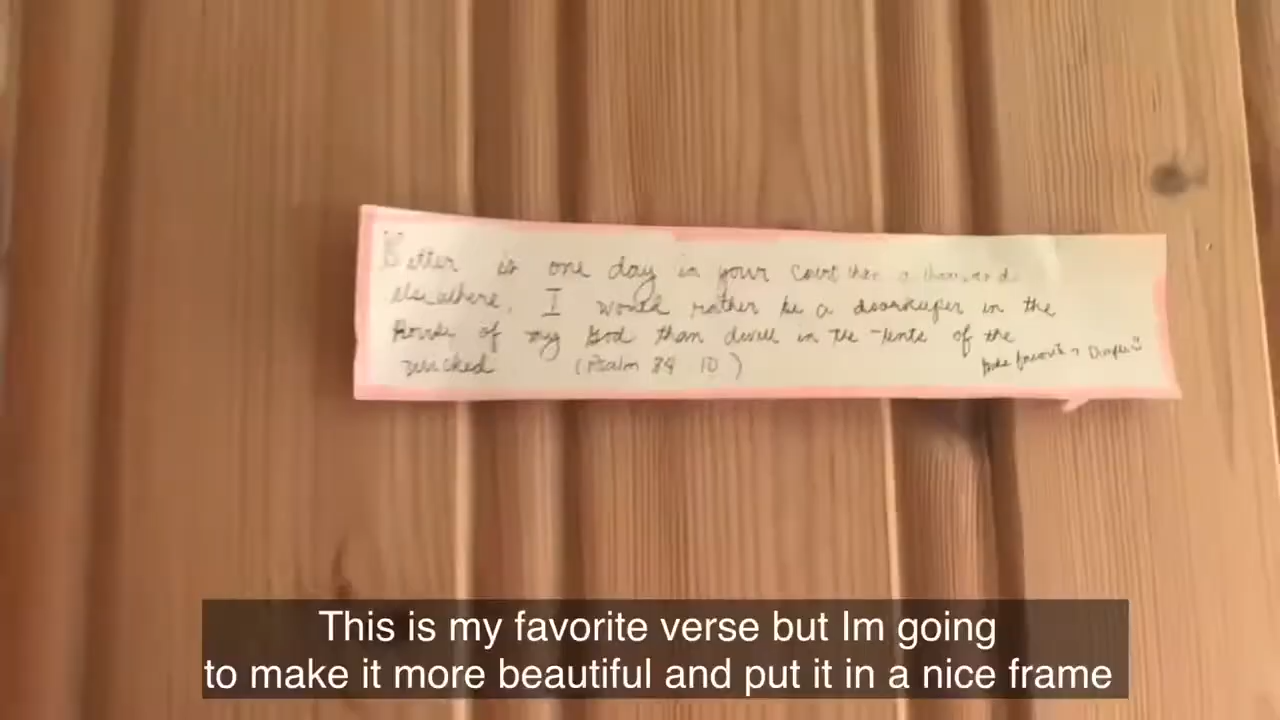 Better is one day in your court then a thousand
elsewhere, I would rather be a doorkeeper in the
house of my God than dwell in the tents of the
wicked (Psalm 84 10)
This is my favorite verse but Im going
to make it more beautiful and put it in a nice frame